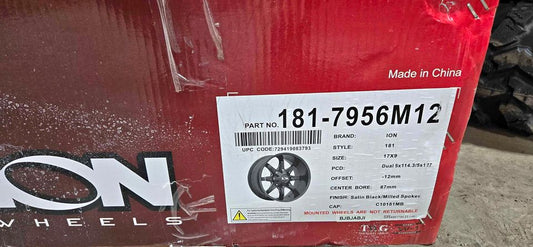 Made in China
PART NO. 181-7956M12
UPC CODE:729419083793
BRAND: ION
STYLE: 181
SIZE: 17X9
PCD: Dual 5x114.3/5x127
OFFSET: -12mm
CENTER BORE: 87mm
FINISH: Satin Black/Milled Spokes
CAP: C10181MB
MOUNTED WHEELS ARE NOT RETURNABLE
BJBJABJI
ION
WHEELS